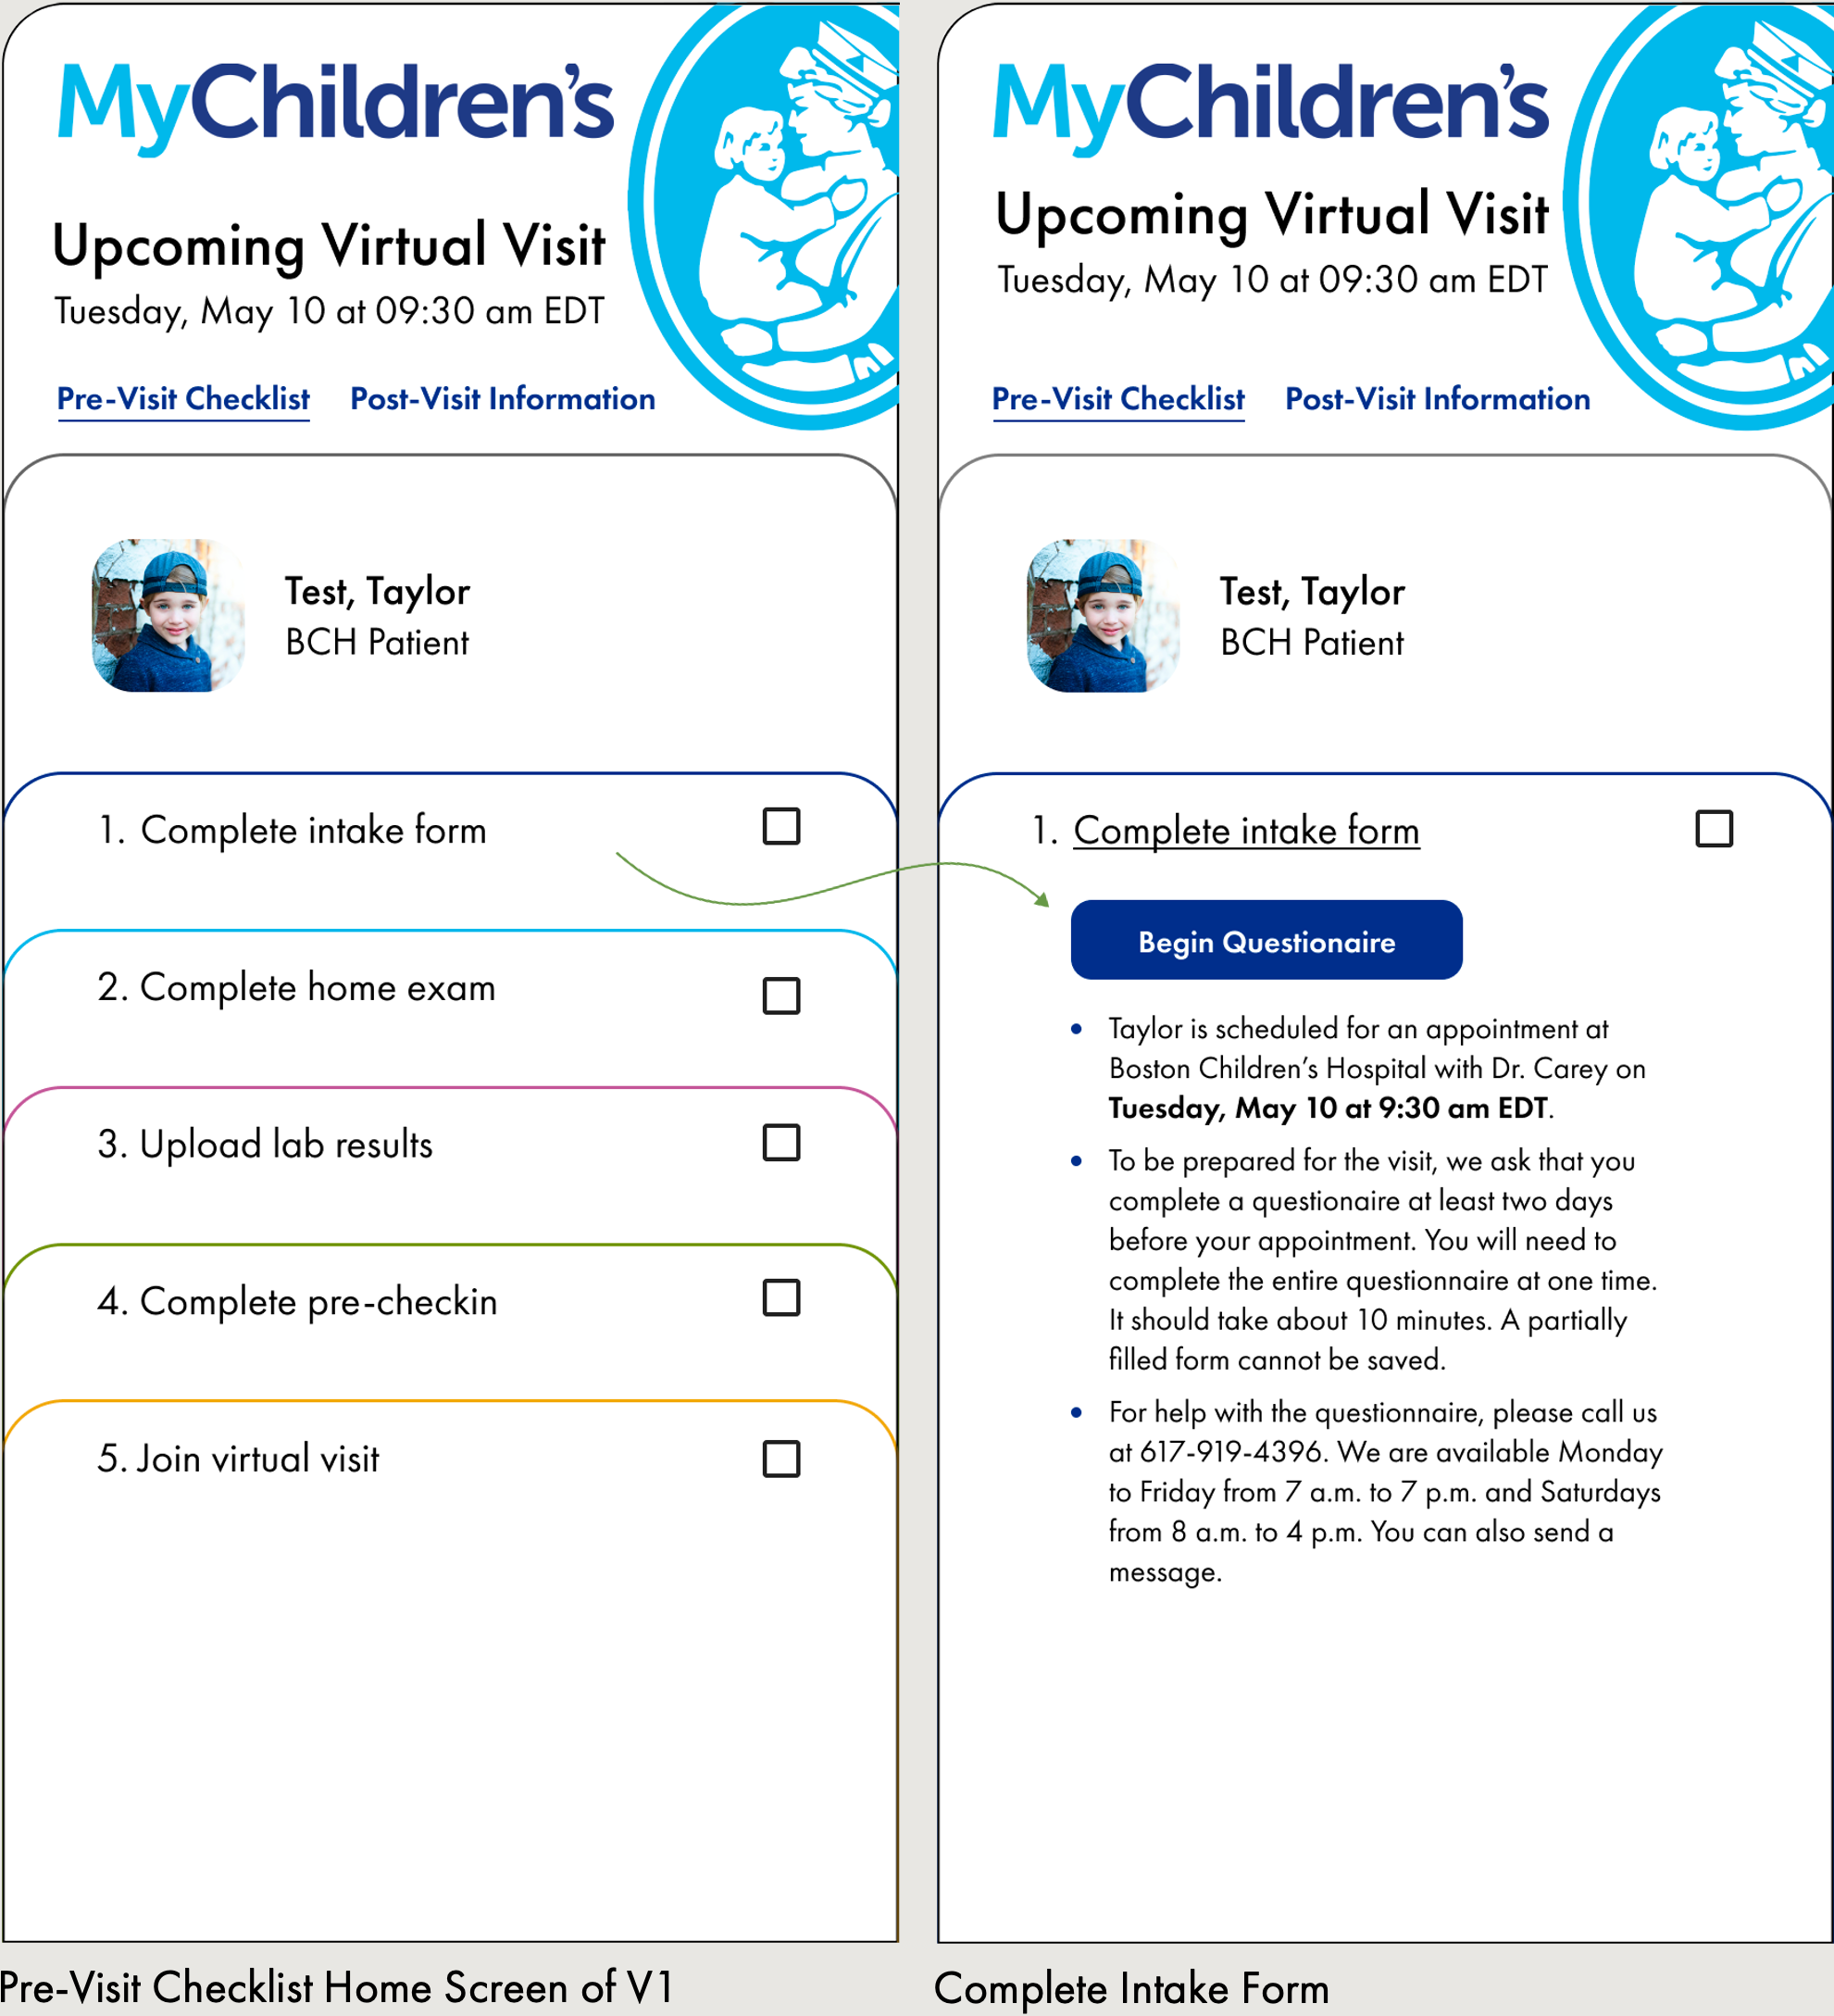 MyChildren's
Upcoming Virtual Visit
Tuesday, May 10 at 09:30 am EDT
Pre-Visit Checklist Post-Visit Information
Test, Taylor
BCH Patient
1. Complete intake form
2. Complete home exam
3. Upload lab results
4. Complete pre-checkin
5. Join virtual visit
Pre-Visit Checklist Home Screen of V1
MyChildren's
Upcoming Virtual Visit
Tuesday, May 10 at 09:30 am EDT
Pre-Visit Checklist Post-Visit Information
Test, Taylor
BCH Patient
1. Complete intake form
Begin Questionaire
• Taylor is scheduled for an appointment at
Boston Children's Hospital with Dr. Carey on
Tuesday, May 10 at 9:30 am EDT.
• To be prepared for the visit, we ask that you
complete a questionaire at least two days
before your appointment. You will need to
complete the entire questionnaire at one time.
It should take about 10 minutes. A partially
filled form cannot be saved.
• For help with the questionnaire, please call us
at 617-919-4396. We are available Monday
to Friday from 7 a.m. to 7 p.m. and Saturdays
from 8 a.m. to 4 p.m. You can also send a
message.
Complete Intake Form